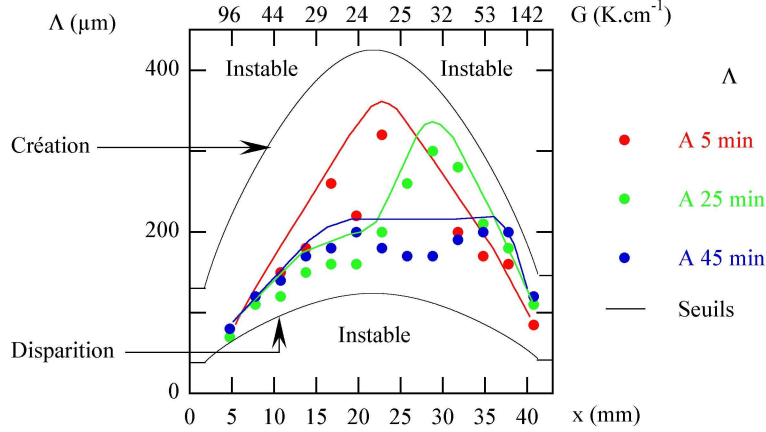 Λ (µm)
96 44 29 24 25 32 53 142 G (K.cm-1)
400
Instable Instable
Λ
Création
A 5 min
A 25 min
200
A 45 min
Seuils
Disparition
Instable
0
0 5 10 15 20 25 30 35 40 x (mm)